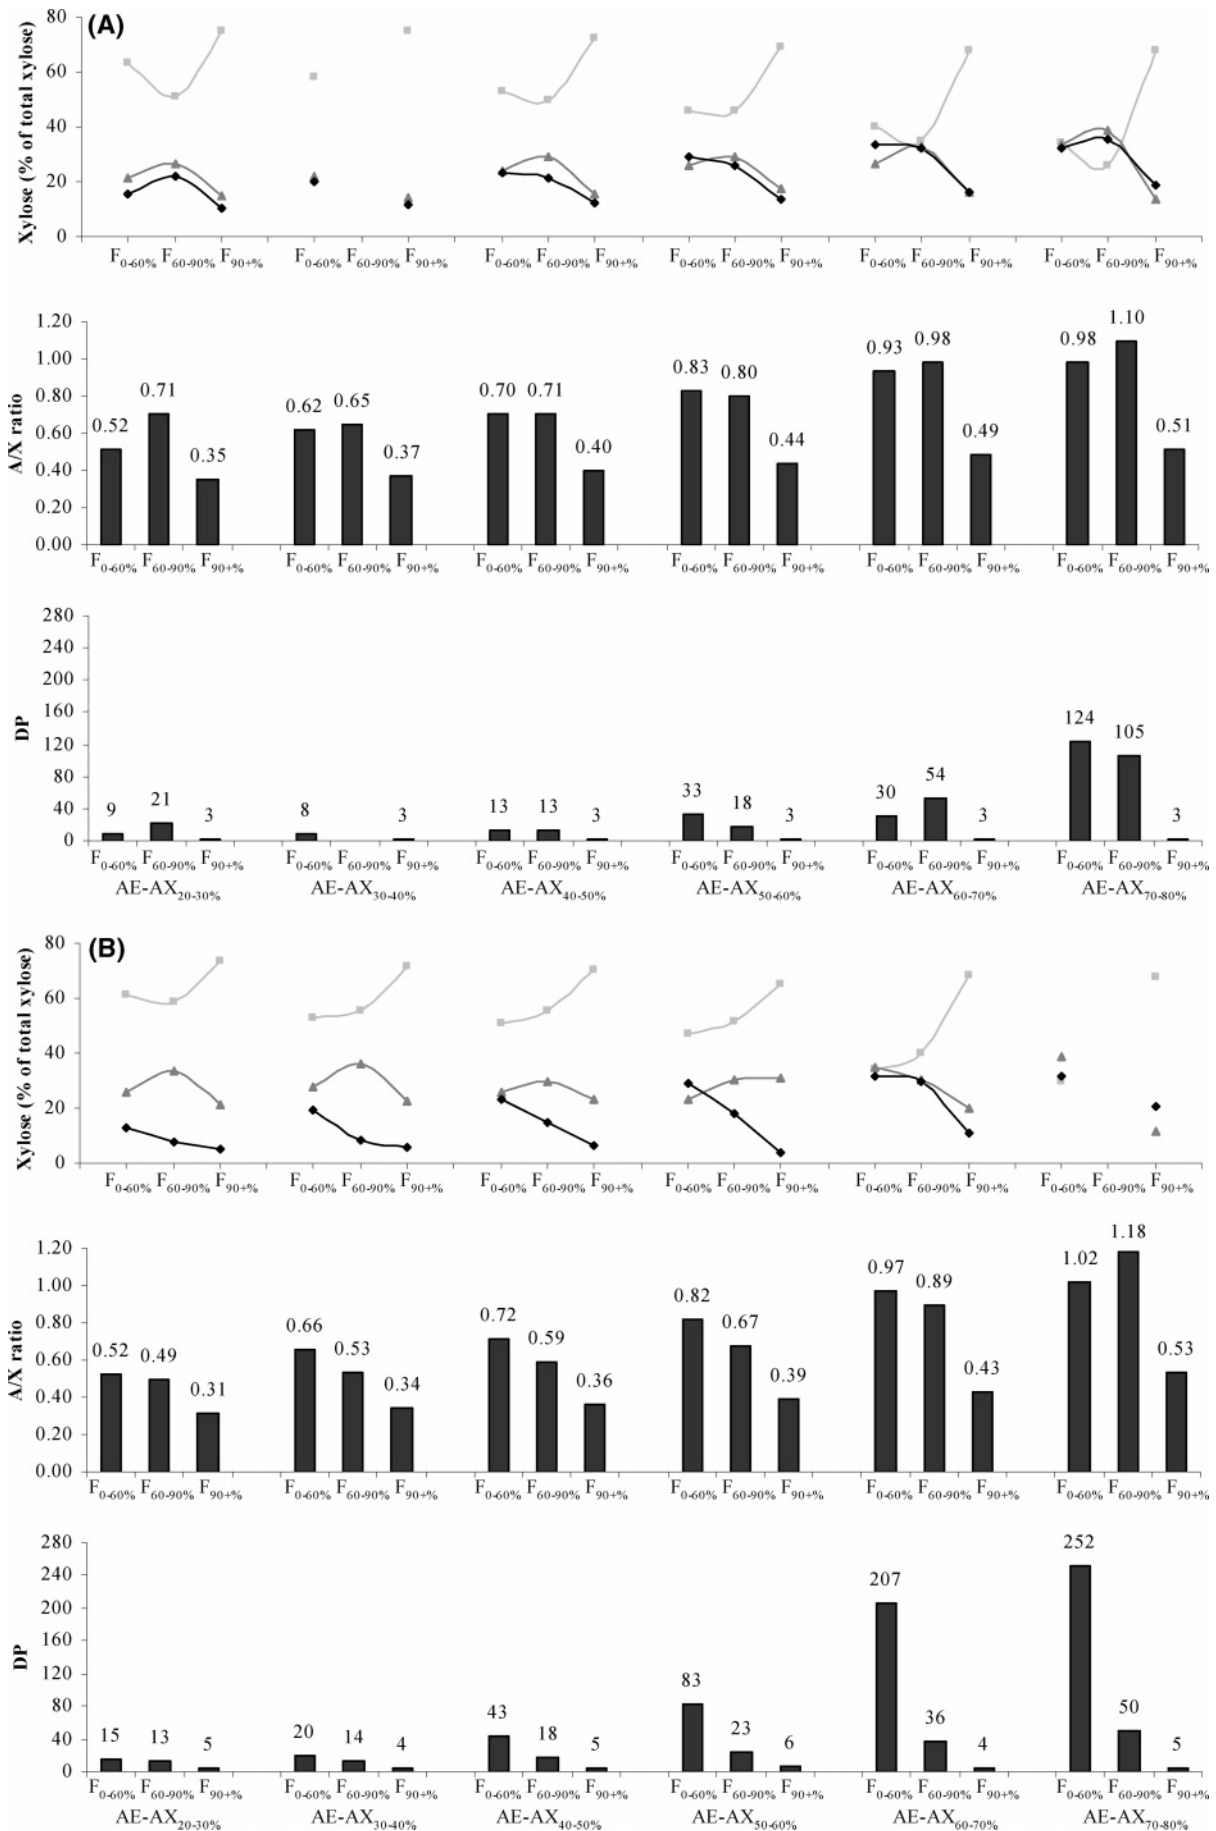 (A)
Xylose (% of total xylose)
80
60
40
20
0
F0-60% F60-90% F90+% F0-60% F60-90% F90+% F0-60% F60-90% F90+% F0-60% F60-90% F90+% F0-60% F60-90% F90+% F0-60% F60-90% F90+%
A/X ratio
1.20
1.00
0.80
0.60
0.40
0.20
0.00
0.52 0.71 0.35 0.62 0.65 0.37 0.70 0.71 0.40 0.83 0.80 0.44 0.93 0.98 0.49 0.98 1.10 0.51
F0-60% F60-90% F90+% F0-60% F60-90% F90+% F0-60% F60-90% F90+% F0-60% F60-90% F90+% F0-60% F60-90% F90+% F0-60% F60-90% F90+%
DP
280
240
200
160
120
80
40
0
9 21 3 8 3 13 13 3 33 18 3 30 54 3 124 105 3
F0-60% F60-90% F90+% F0-60% F60-90% F90+% F0-60% F60-90% F90+% F0-60% F60-90% F90+% F0-60% F60-90% F90+% F0-60% F60-90% F90+%
AE-AX20-30% AE-AX30-40% AE-AX40-50% AE-AX50-60% AE-AX60-70% AE-AX70-80%
(B)
Xylose (% of total xylose)
80
60
40
20
0
F0-60% F60-90% F90+% F0-60% F60-90% F90+% F0-60% F60-90% F90+% F0-60% F60-90% F90+% F0-60% F60-90% F90+% F0-60% F60-90% F90+%
A/X ratio
1.20
1.00
0.80
0.60
0.40
0.20
0.00
0.52 0.49 0.31 0.66 0.53 0.34 0.72 0.59 0.36 0.82 0.67 0.39 0.97 0.89 0.43 1.02 1.18 0.53
F0-60% F60-90% F90+% F0-60% F60-90% F90+% F0-60% F60-90% F90+% F0-60% F60-90% F90+% F0-60% F60-90% F90+% F0-60% F60-90% F90+%
DP
280
240
200
160
120
80
40
0
15 13 5 20 14 4 43 18 5 83 23 6 207 36 4 252 50 5
F0-60% F60-90% F90+% F0-60% F60-90% F90+% F0-60% F60-90% F90+% F0-60% F60-90% F90+% F0-60% F60-90% F90+% F0-60% F60-90% F90+%
AE-AX20-30% AE-AX30-40% AE-AX40-50% AE-AX50-60% AE-AX60-70% AE-AX70-80%